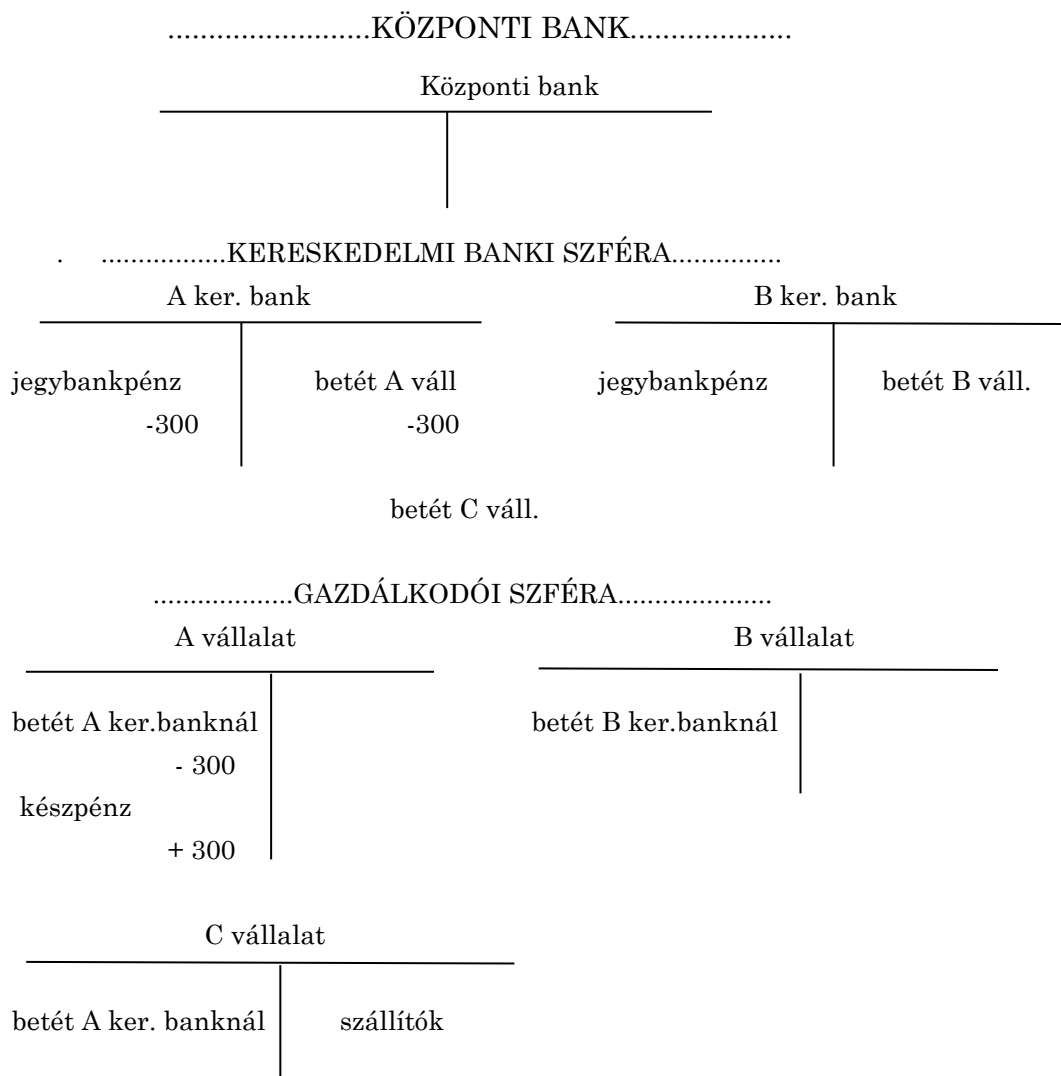 ........................KÖZPONTI BANK...................
Központi bank
. ................KERESKEDELMI BANKI SZFÉRA...............
A ker. bank B ker. bank
jegybankpénz betét A váll jegybankpénz betét B váll.
-300 -300
betét C váll.
..................GAZDÁLKODÓI SZFÉRA.....................
A vállalat B vállalat
betét A ker.banknál betét B ker.banknál
- 300
készpénz
+ 300
C vállalat
betét A ker. banknál szállítók